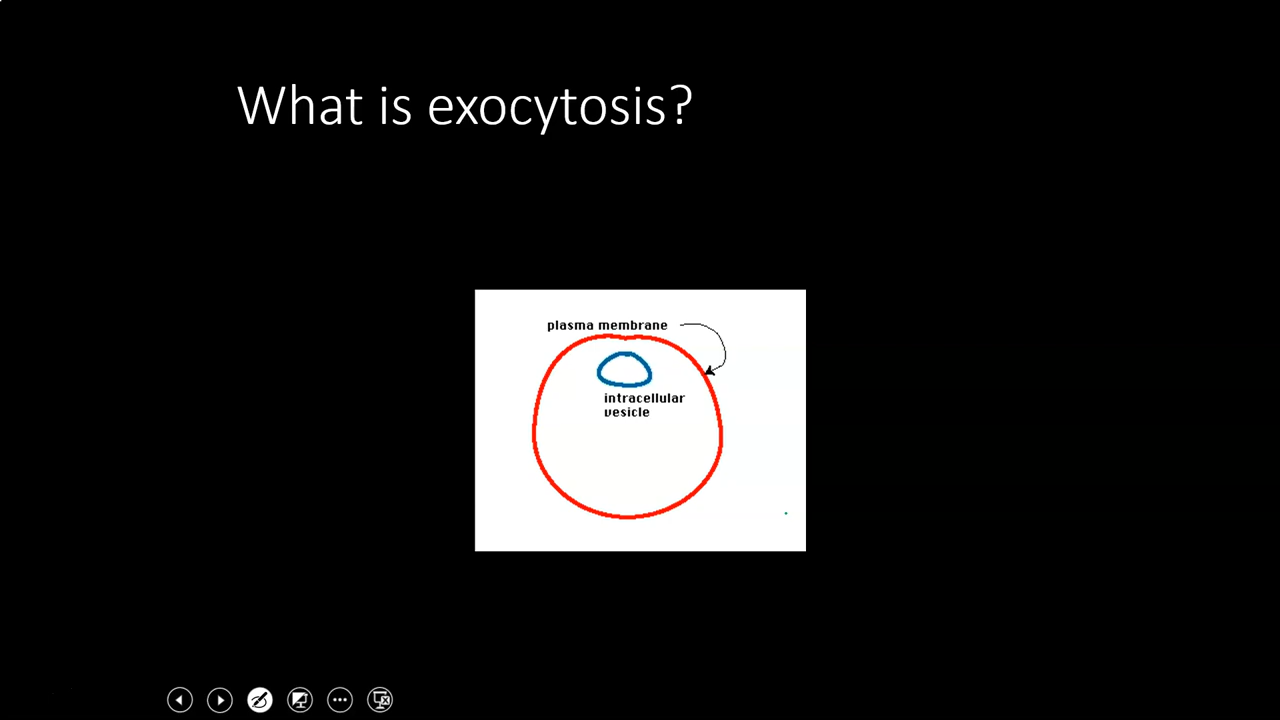 What is exocytosis?
plasma membrane
intracellular
vesicle